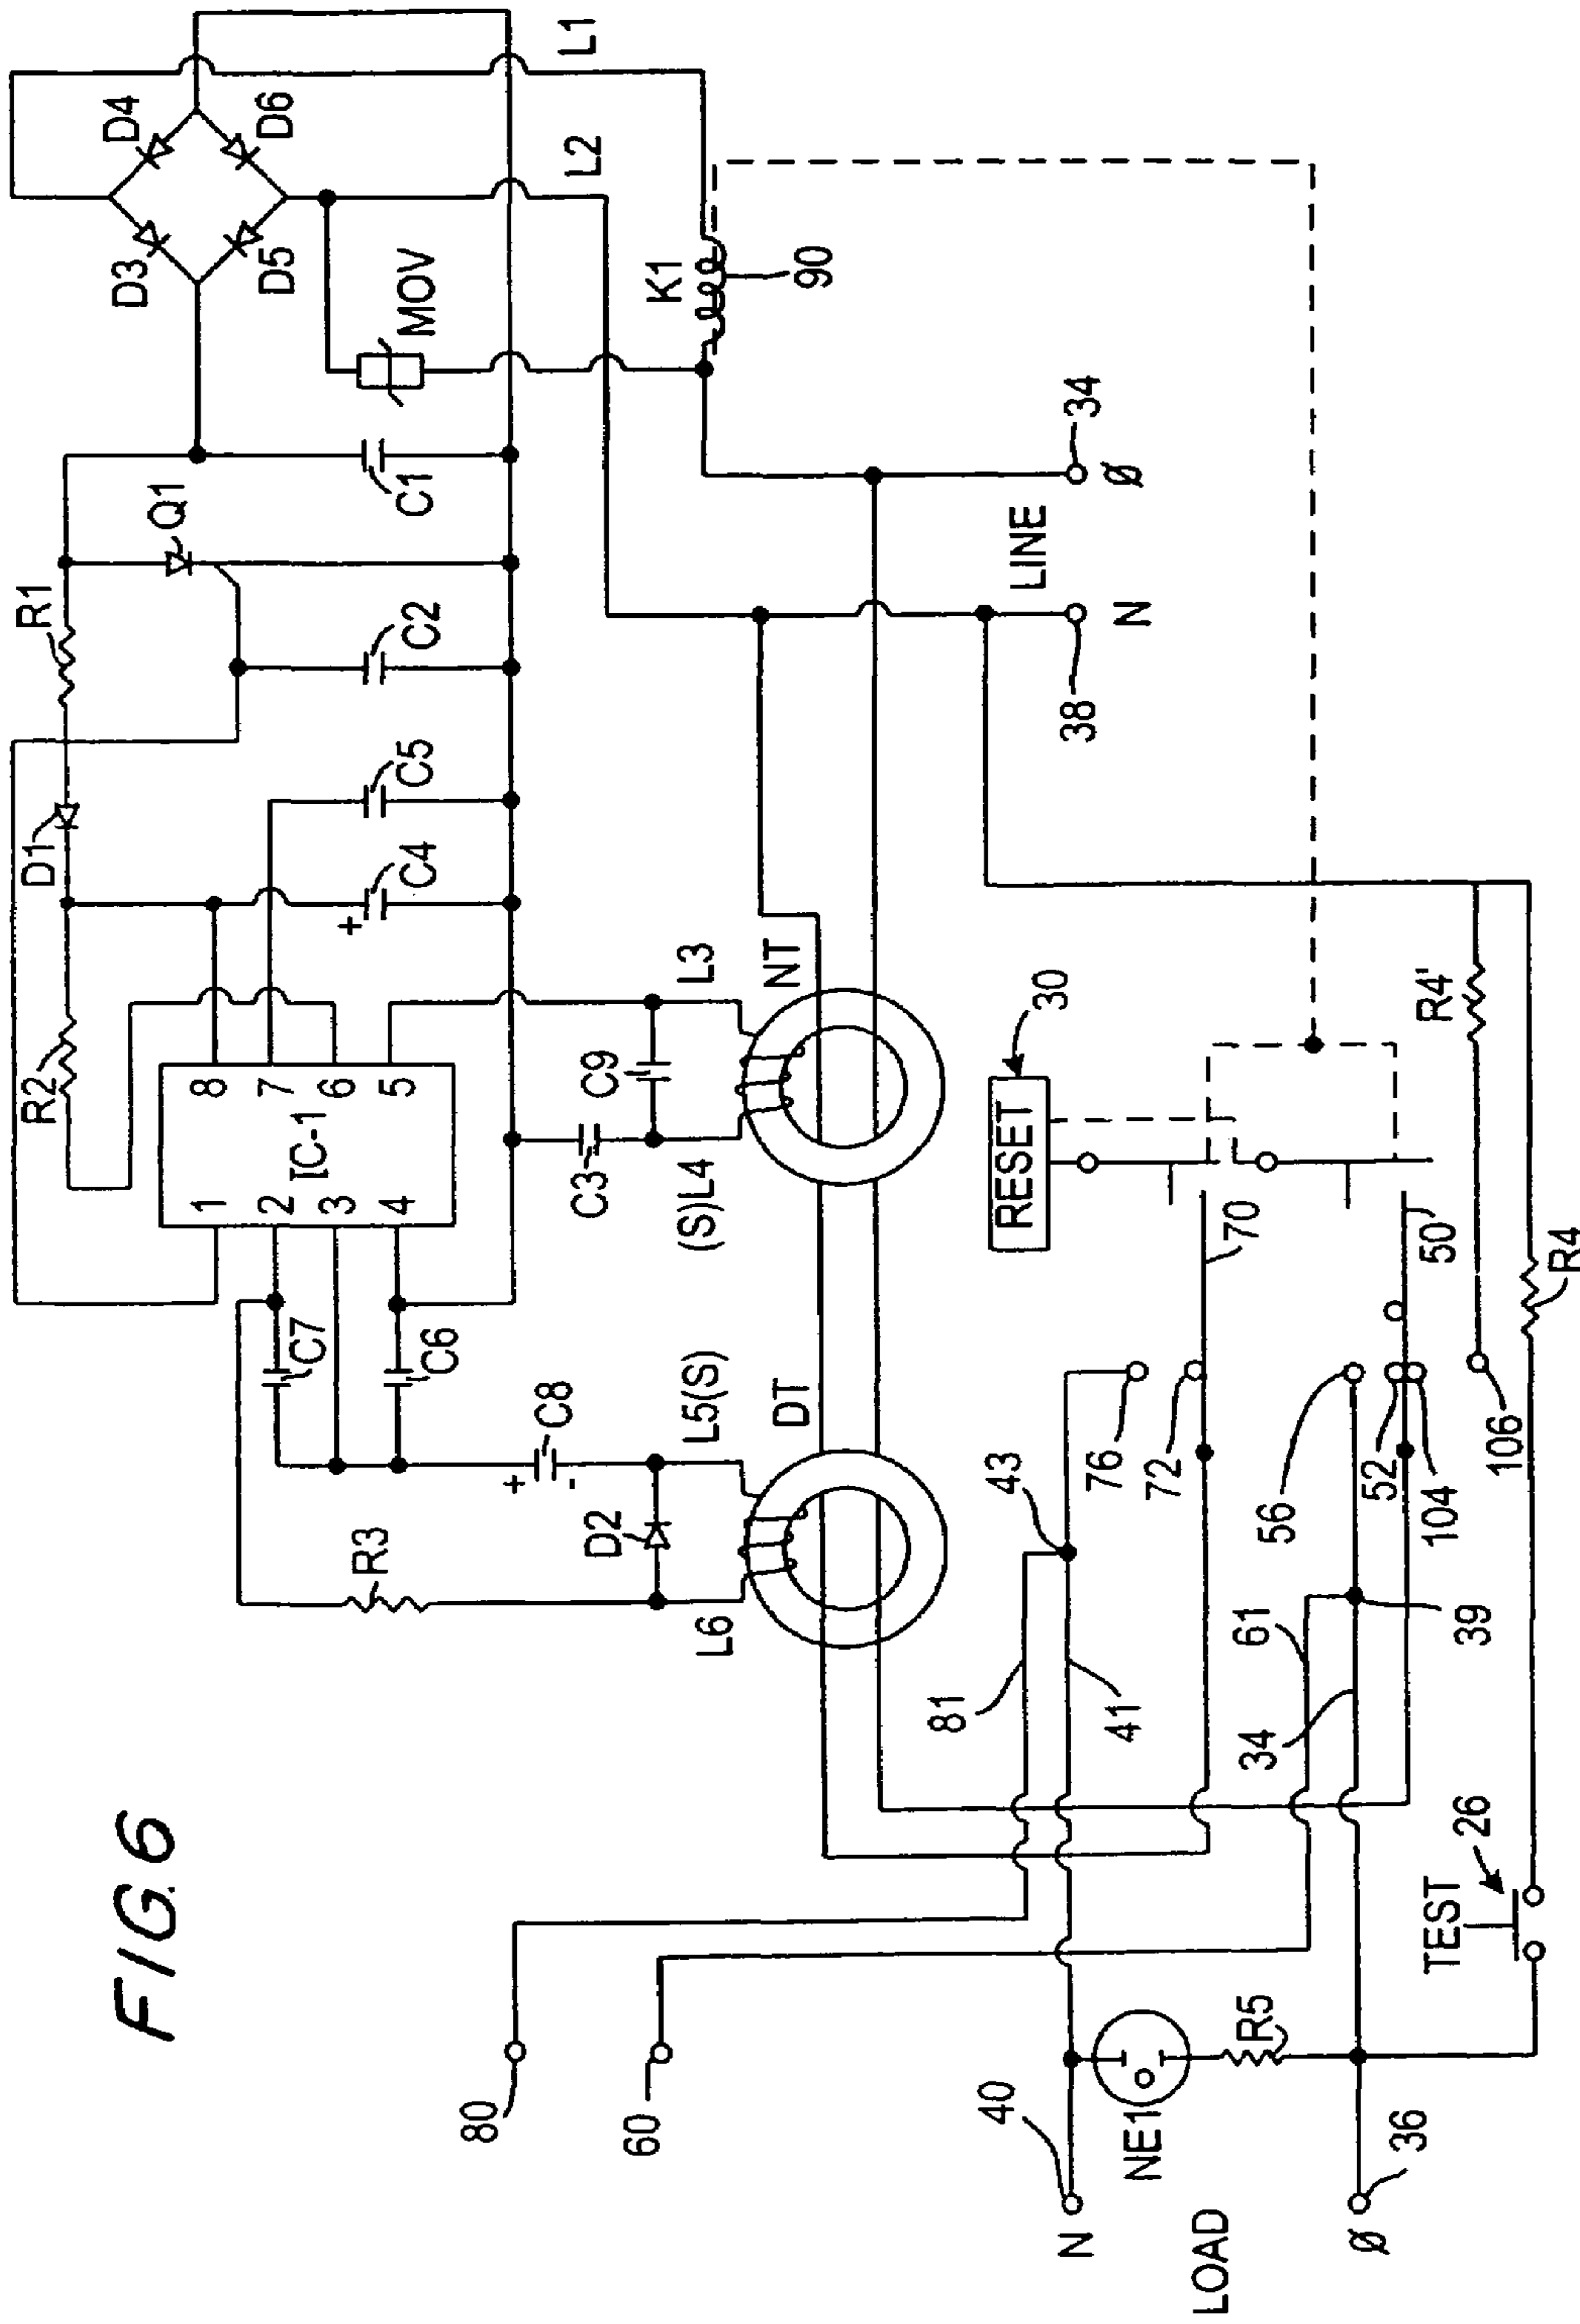 FIG. 6
D4
D6
D3
D5
L1
L2
MOV
K1
90
C1
Q1
R1
C2
D1
C5
C4
+
R2
8
7
6
5
IC-1
1
2
3
4
C7
C6
C8
+
-
R3
D2
L6
L5(S)
DT
C3
C9
(S)L4
L3
NT
34
Ø
LINE
N
38
RESET
30
R4'
R4
70
50
76
72
56
52
104
106
43
81
41
61
34
39
80
60
40
N
NE1
R5
LOAD
Ø
36
TEST
26